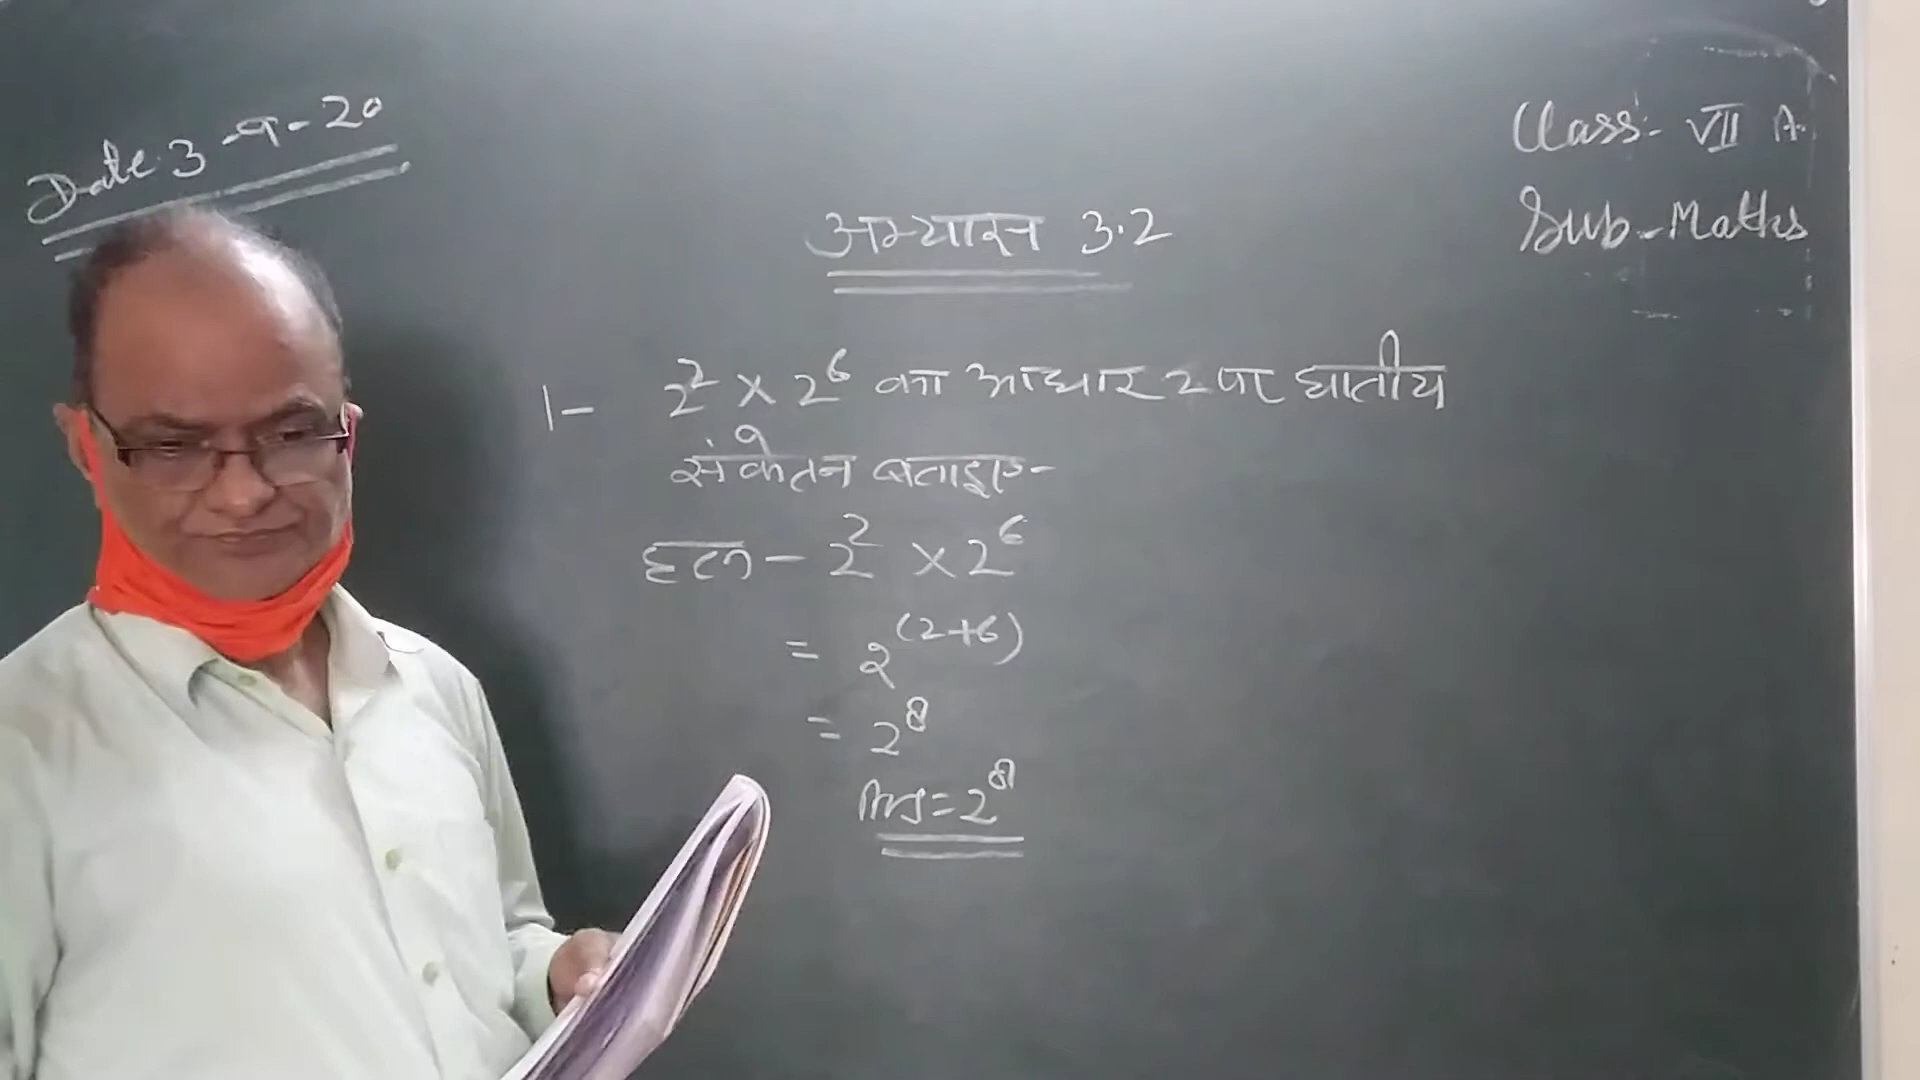 Date 3-9-20
Class:- VII A.
Sub-Maths
अभ्यास 3.2
1- 2² × 2⁶ का आधार 2 पर घातीय
संकेतन बताइए-
हल - 2² × 2⁶
= 2⁽²⁺⁶⁾
= 2⁸
Ans = 2⁸